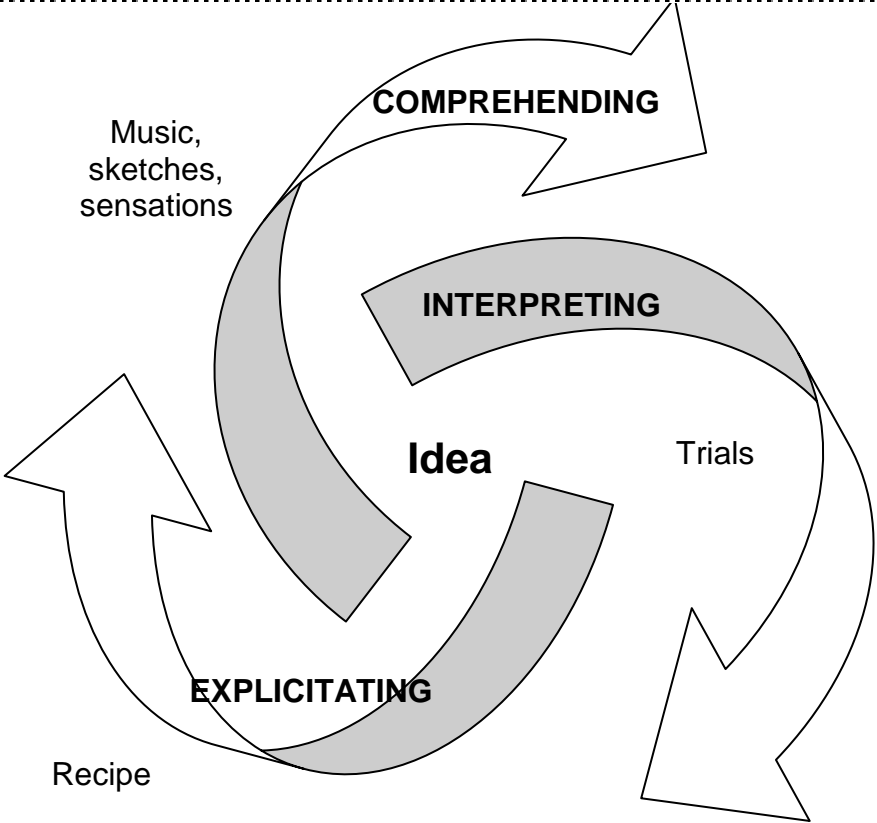 COMPREHENDING
Music,
sketches,
sensations
INTERPRETING
Idea
Trials
EXPLICITATING
Recipe